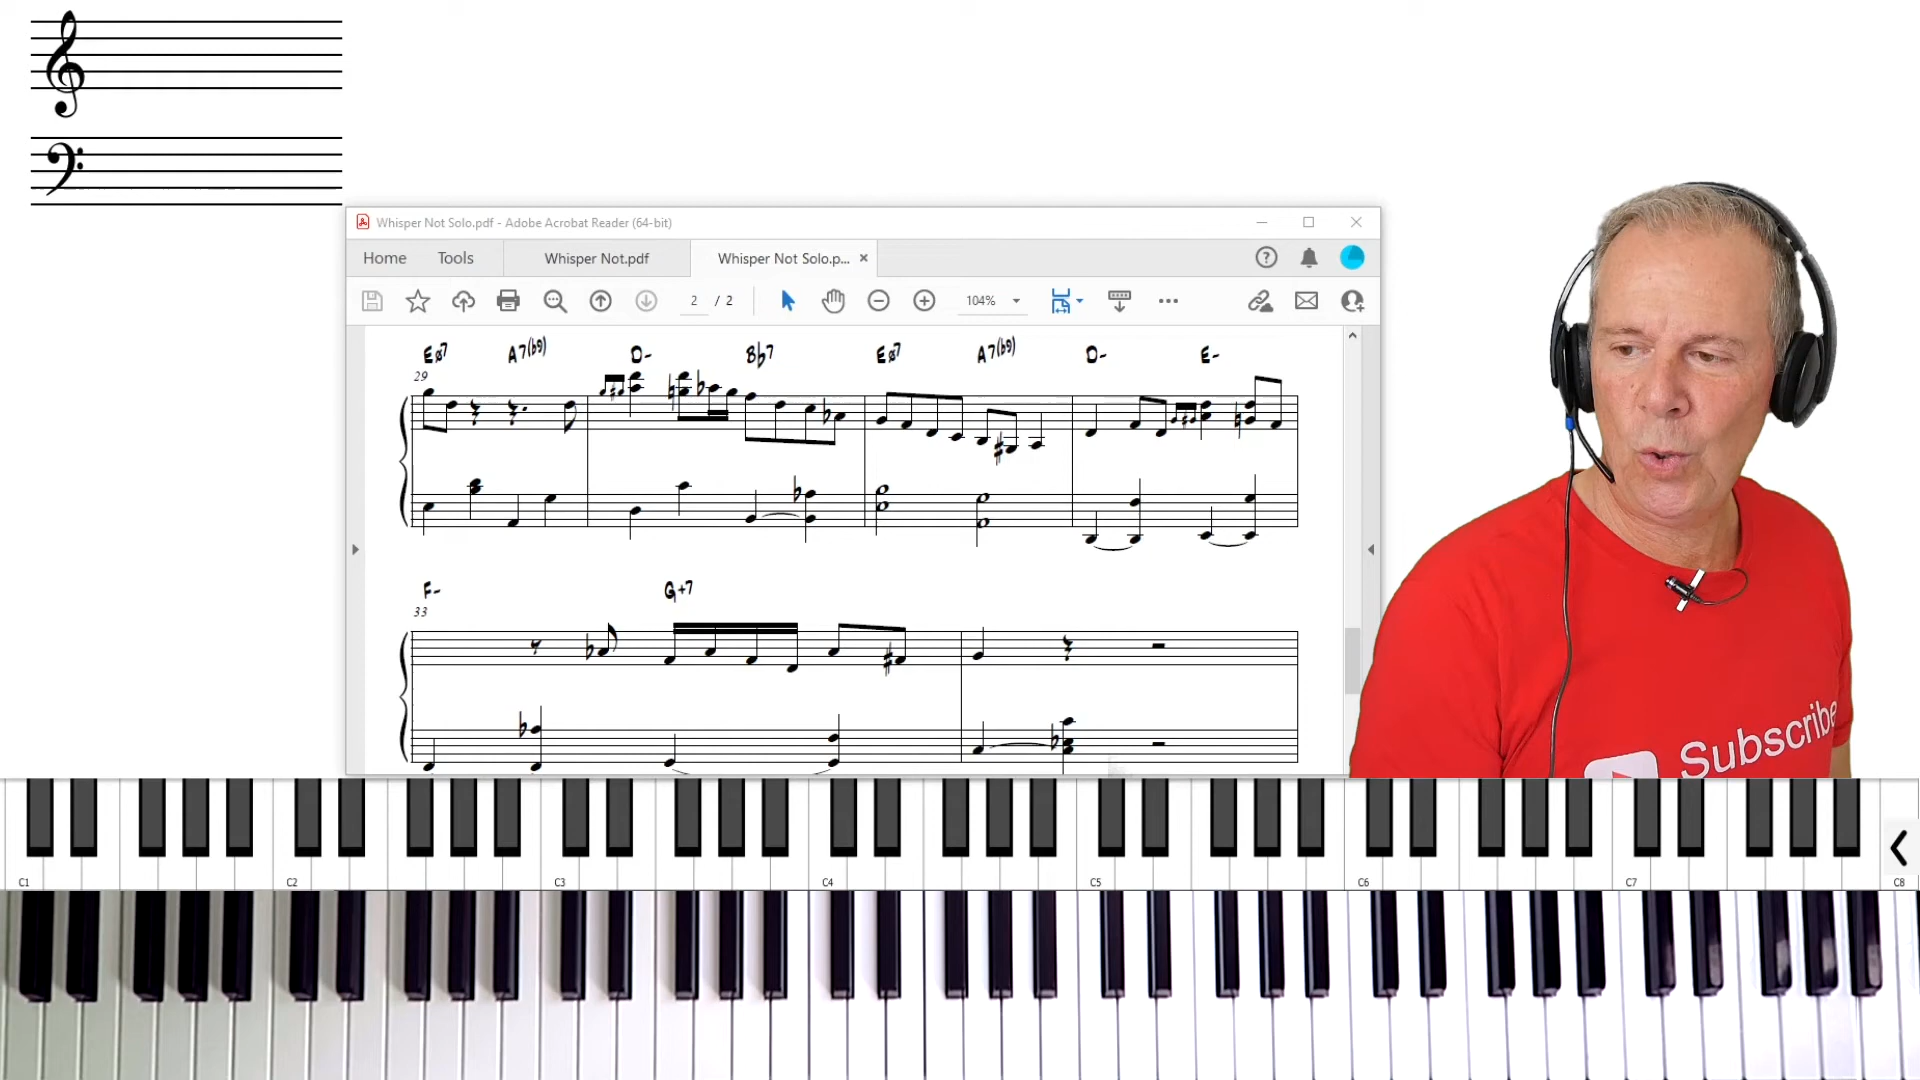 Whisper Not Solo.pdf - Adobe Acrobat Reader (64-bit)
Home Tools Whisper Not.pdf Whisper Not Solo.p...
2 / 2 104%
Eø7 A7(b9) D- Bb7 Eø7 A7(b9) D- E-
29
F- G+7
33
Subscribe
C1 C2 C3 C4 C5 C6 C7 C8